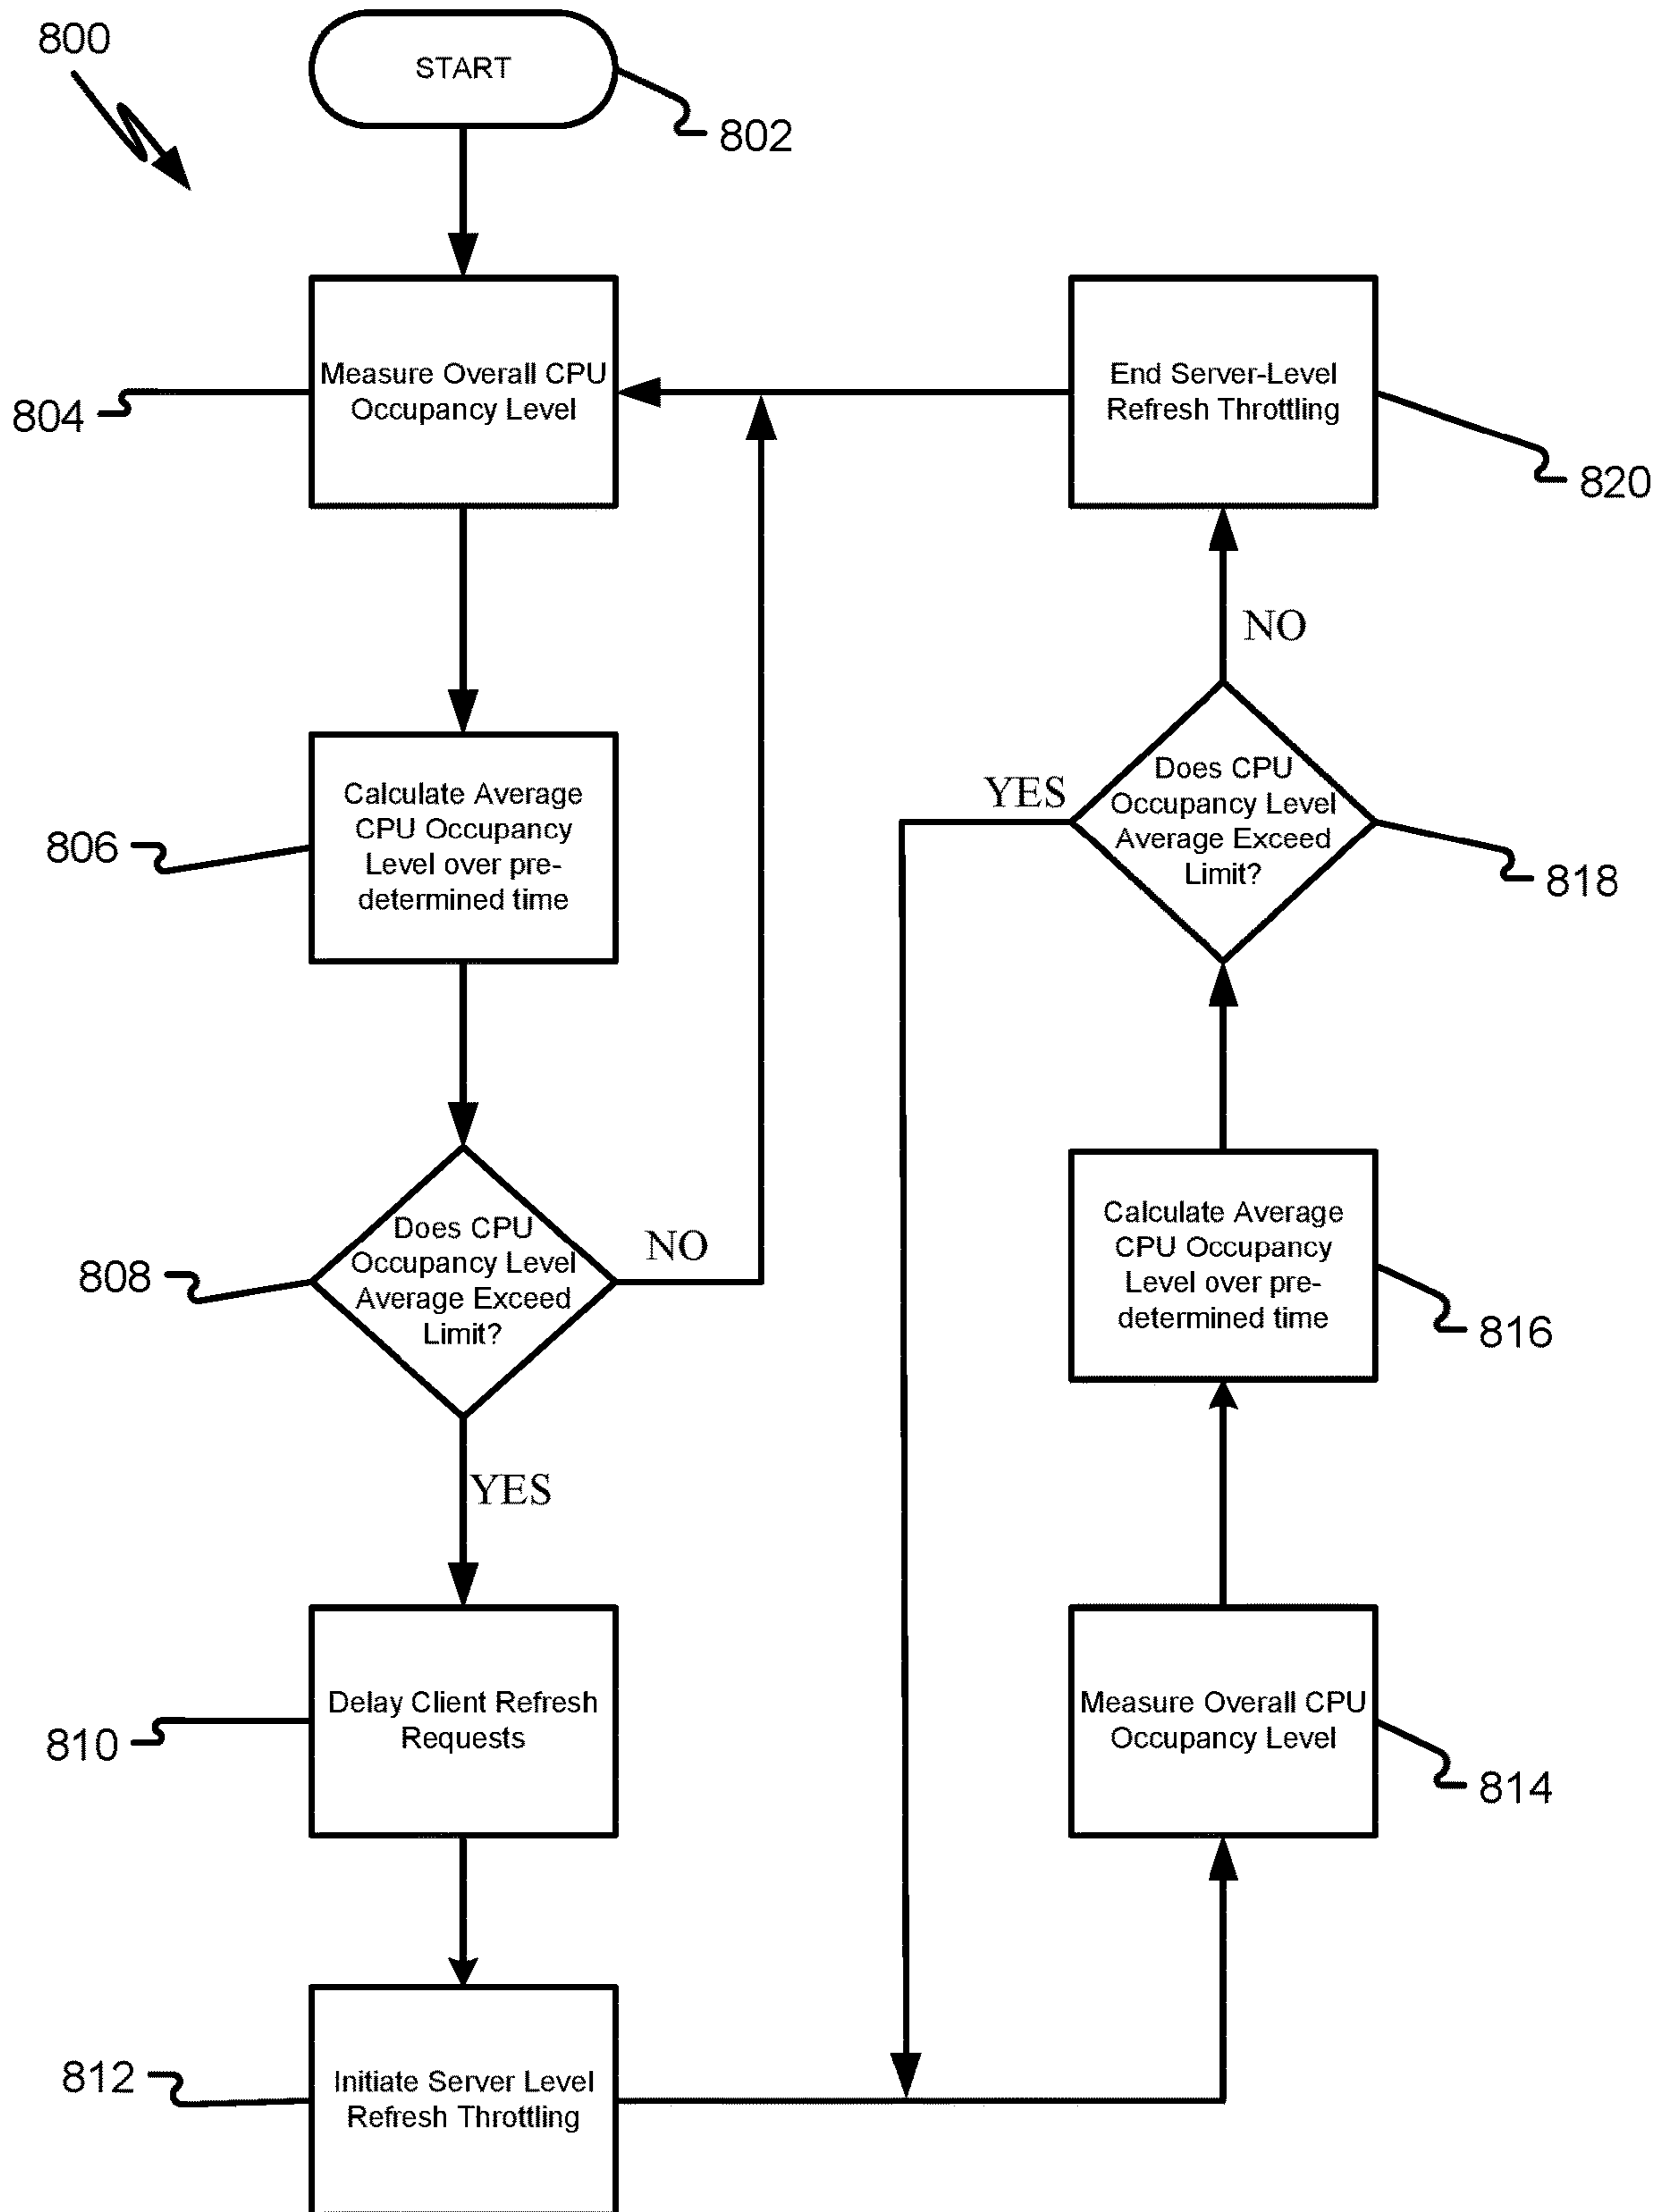 800
START
802
Measure Overall CPU
Occupancy Level
804
End Server-Level
Refresh Throttling
820
NO
Calculate Average
CPU Occupancy
Level over pre-
determined time
806
YES
Does CPU
Occupancy Level
Average Exceed
Limit?
818
Does CPU
Occupancy Level
Average Exceed
Limit?
808
NO
Calculate Average
CPU Occupancy
Level over pre-
determined time
816
YES
Delay Client Refresh
Requests
810
Measure Overall CPU
Occupancy Level
814
812
Initiate Server Level
Refresh Throttling